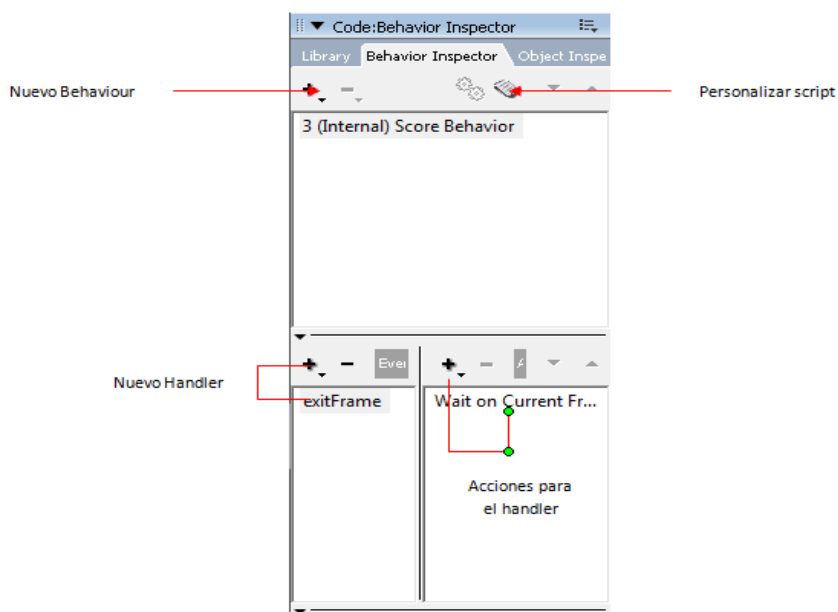 Code:Behavior Inspector
Library Behavior Inspector Object Inspe
Nuevo Behaviour
Personalizar script
3 (Internal) Score Behavior
Ever
Nuevo Handler
exitFrame
Wait on Current Fr...
Acciones para
el handler